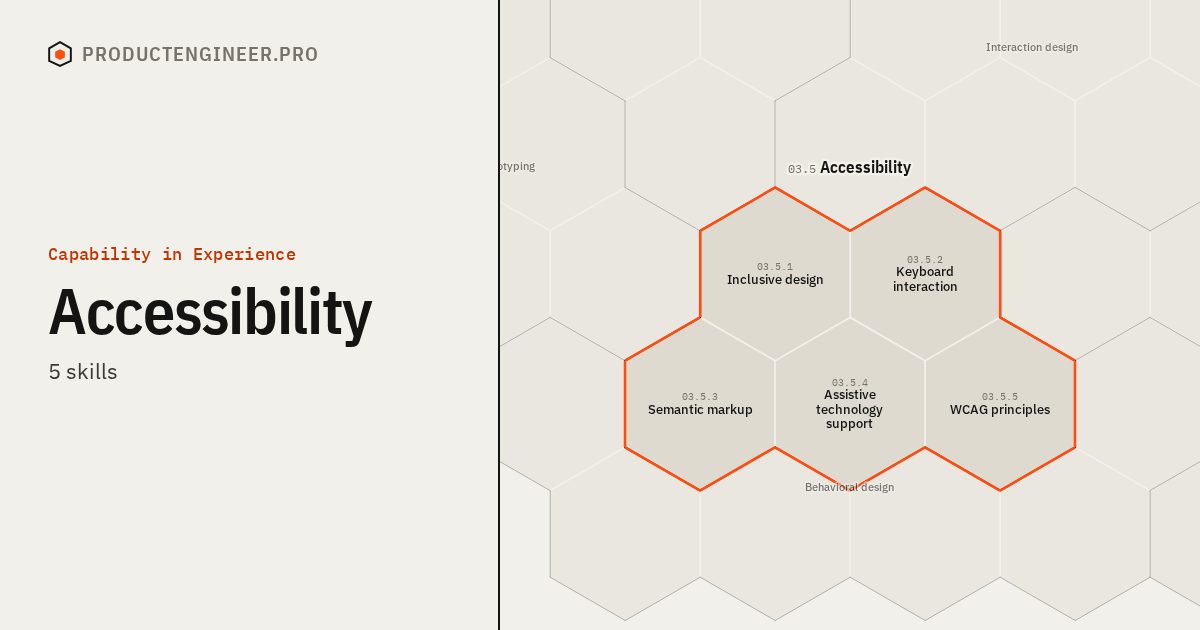 PRODUCTENGINEER.PRO
Capability in Experience
Accessibility
5 skills
Interaction design
otyping
03.5 Accessibility
03.5.1
Inclusive design
03.5.2
Keyboard
interaction
03.5.3
Semantic markup
03.5.4
Assistive
technology
support
03.5.5
WCAG principles
Behavioral design